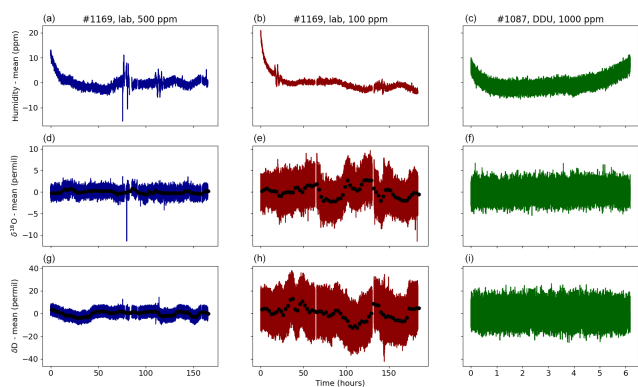 (a) #1169, lab, 500 ppm
(b) #1169, lab, 100 ppm
(c) #1087, DDU, 1000 ppm
Humidity - mean (ppm)
20
10
0
−10
(d)
(e)
(f)
δ¹⁸O - mean (permil)
10
5
0
−5
−10
(g)
(h)
(i)
δD - mean (permil)
40
20
0
−20
−40
0 50 100 150
0 50 100 150
0 1 2 3 4 5 6
Time (hours)